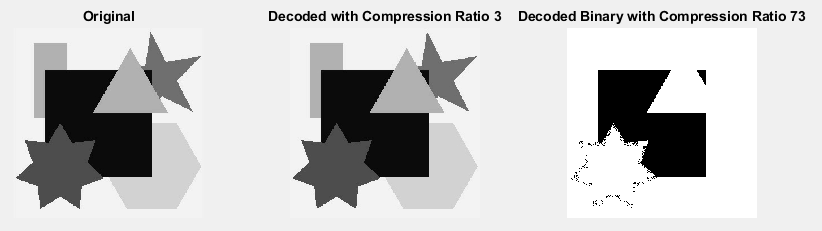 Original
Decoded with Compression Ratio 3
Decoded Binary with Compression Ratio 73